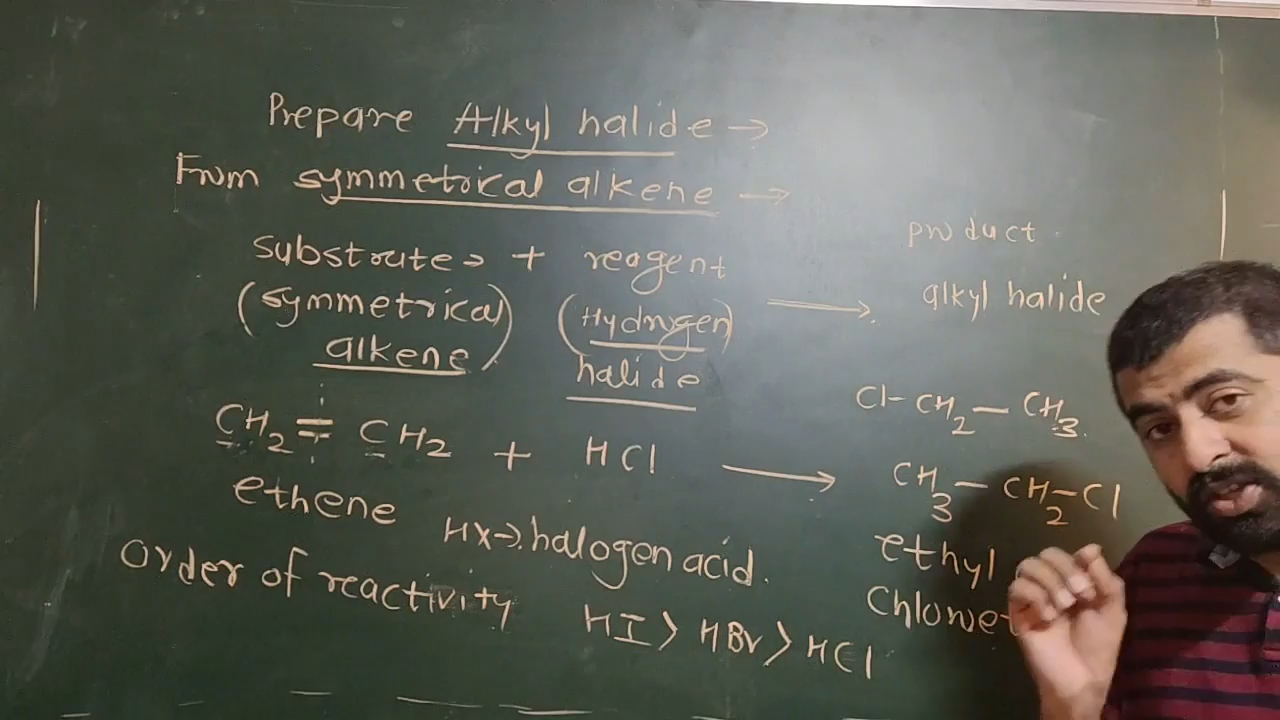 Prepare Alkyl halide →
From symmetrical alkene →
substrate → + reagent
product
(symmetrical alkene) (Hydrogen halide) → alkyl halide
Cl-CH2-CH3
CH2=CH2 + HCl → CH3-CH2-Cl
ethene
ethyl
HX→ halogen acid.
Order of reactivity HI > HBr > HCl